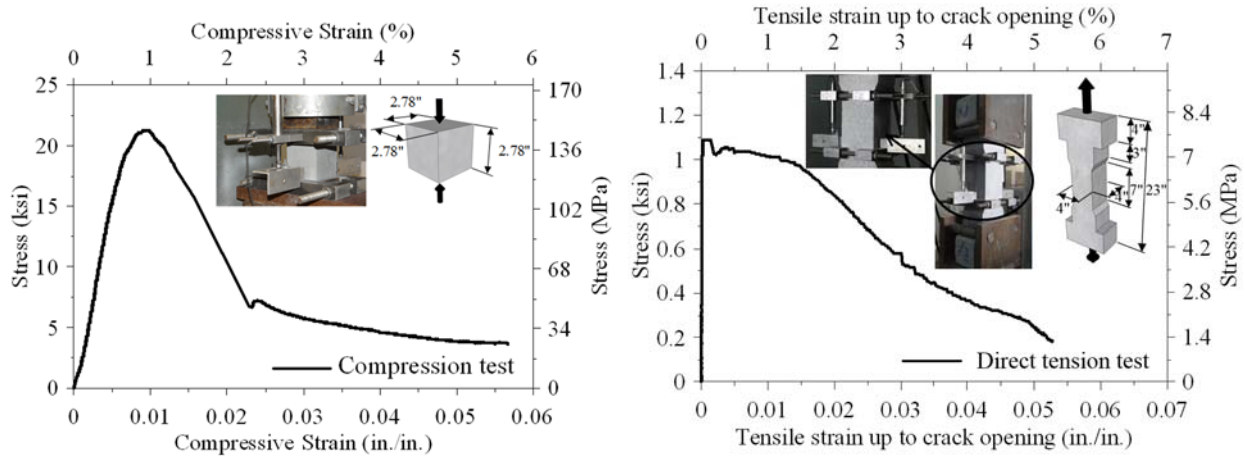 Compressive Strain (%)
0 1 2 3 4 5 6
Stress (ksi)
25
20
15
10
5
0
170
136
102
68
34
0
Stress (MPa)
2.78"
2.78"
2.78"
Compression test
0 0.01 0.02 0.03 0.04 0.05 0.06
Compressive Strain (in./in.)
Tensile strain up to crack opening (%)
0 1 2 3 4 5 6 7
Stress (ksi)
1.4
1.2
1
0.8
0.6
0.4
0.2
0
8.4
7
5.6
4.2
2.8
1.4
0
Stress (MPa)
4"
3"
7"
23"
4"
4"
Direct tension test
0 0.01 0.02 0.03 0.04 0.05 0.06 0.07
Tensile strain up to crack opening (in./in.)